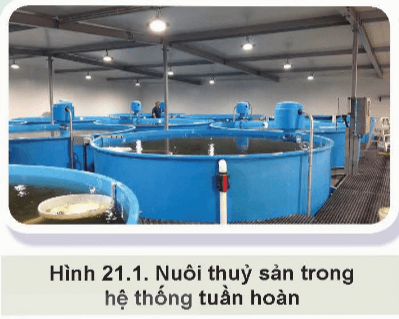 Hình 21.1. Nuôi thuỷ sản trong
hệ thống tuần hoàn